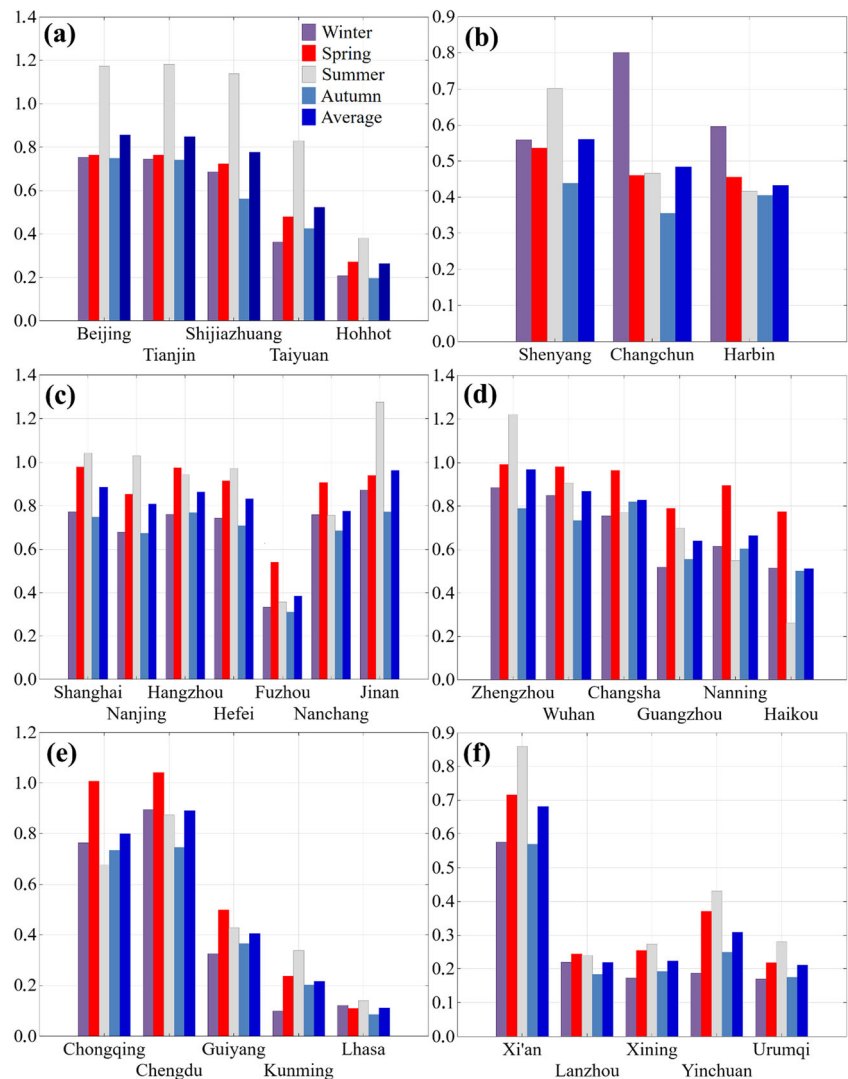 (a)
Winter
Spring
Summer
Autumn
Average
1.4
1.2
1.0
0.8
0.6
0.4
0.2
0.0
Beijing Shijiazhuang Hohhot
Tianjin Taiyuan
(b)
0.9
0.8
0.7
0.6
0.5
0.4
0.3
0.2
0.1
0.0
Shenyang Changchun Harbin
(c)
1.4
1.2
1.0
0.8
0.6
0.4
0.2
0.0
Shanghai Hangzhou Fuzhou Jinan
Nanjing Hefei Nanchang
(d)
1.4
1.2
1.0
0.8
0.6
0.4
0.2
0.0
Zhengzhou Changsha Nanning
Wuhan Guangzhou Haikou
(e)
1.2
1.0
0.8
0.6
0.4
0.2
0.0
Chongqing Guiyang Lhasa
Chengdu Kunming
(f)
0.9
0.8
0.7
0.6
0.5
0.4
0.3
0.2
0.1
0.0
Xi'an Xining Urumqi
Lanzhou Yinchuan